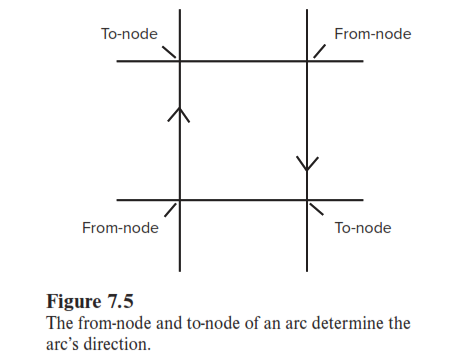 To-node
From-node
From-node
To-node
Figure 7.5
The from-node and to-node of an arc determine the
arc's direction.